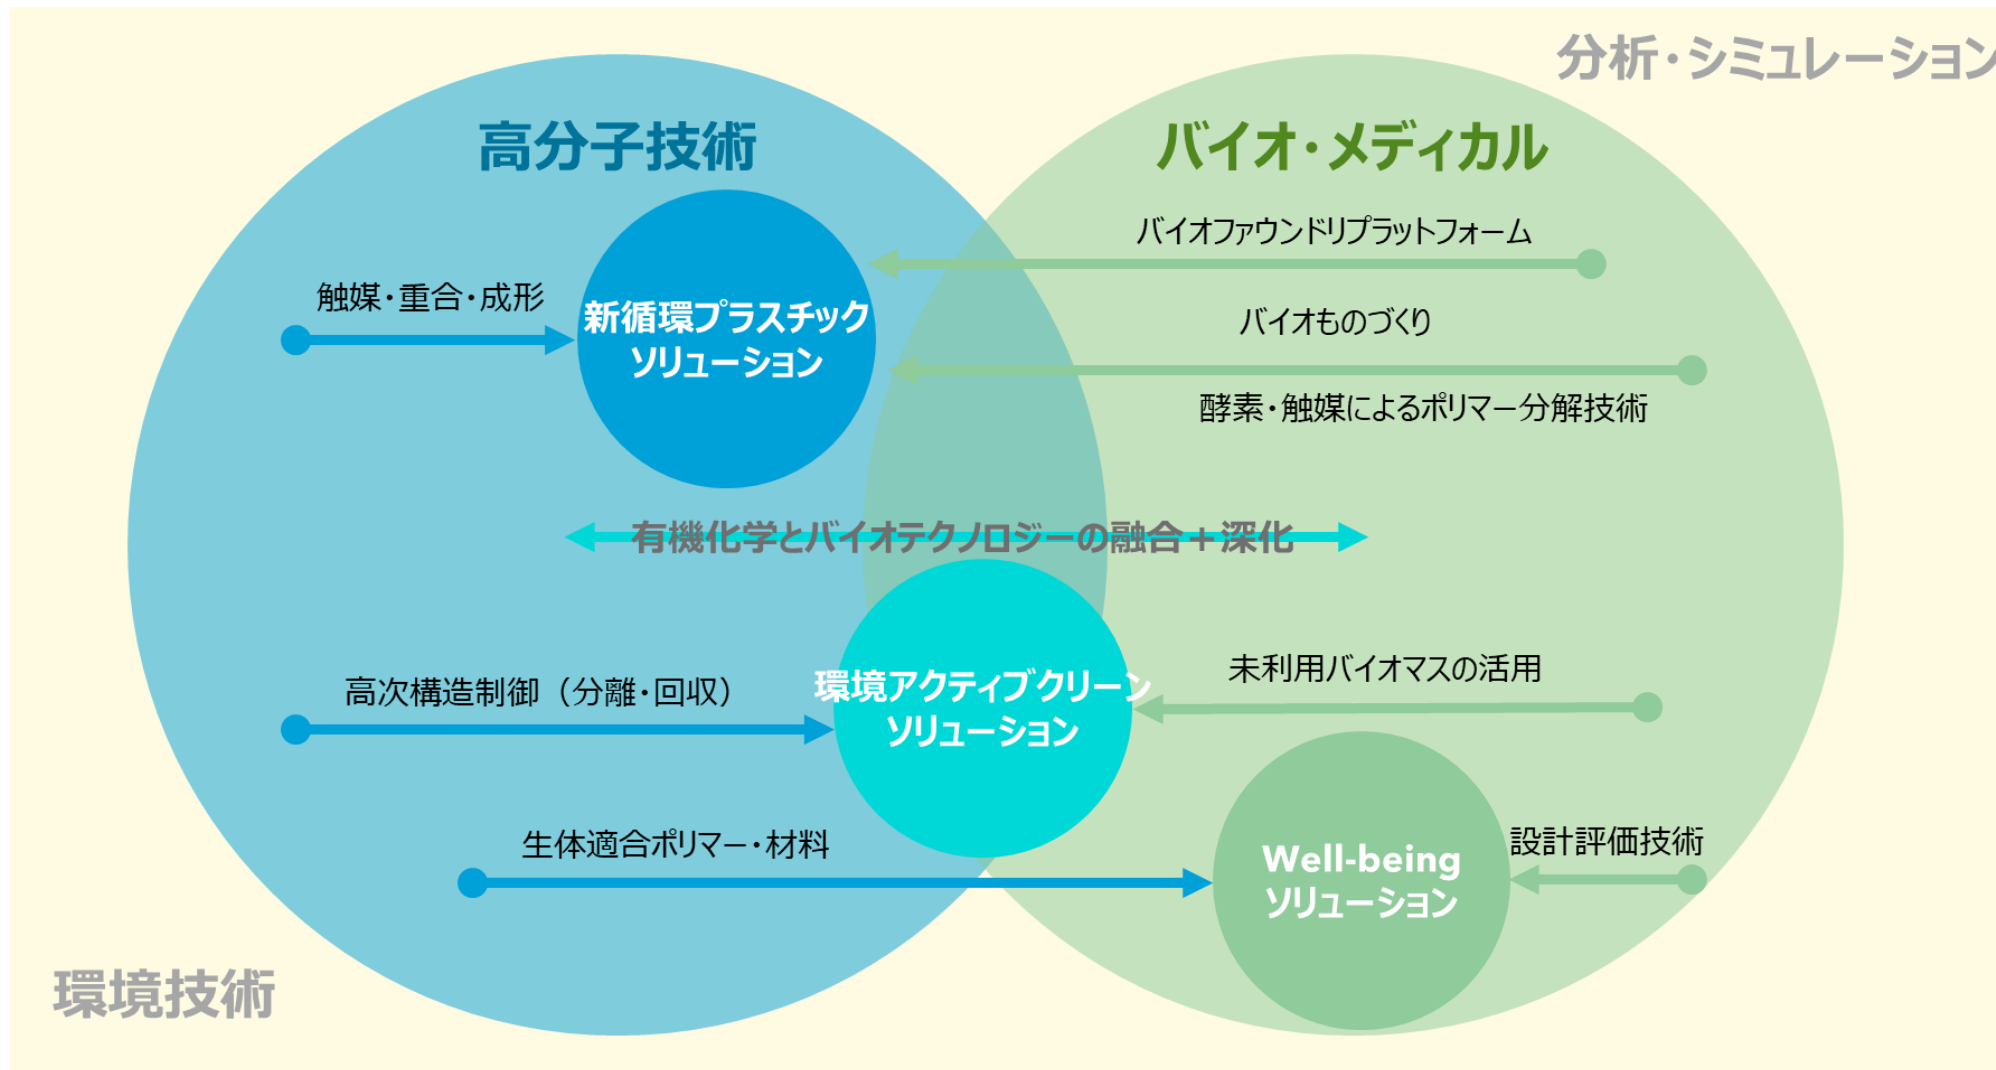 分析・シミュレーション
高分子技術
バイオ・メディカル
バイオファウンドリプラットフォーム
触媒・重合・成形
新循環プラスチック
ソリューション
バイオものづくり
酵素・触媒によるポリマー分解技術
有機化学とバイオテクノロジーの融合＋深化
高次構造制御（分離・回収）
環境アクティブクリーン
ソリューション
未利用バイオマスの活用
生体適合ポリマー・材料
Well-being
ソリューション
設計評価技術
環境技術